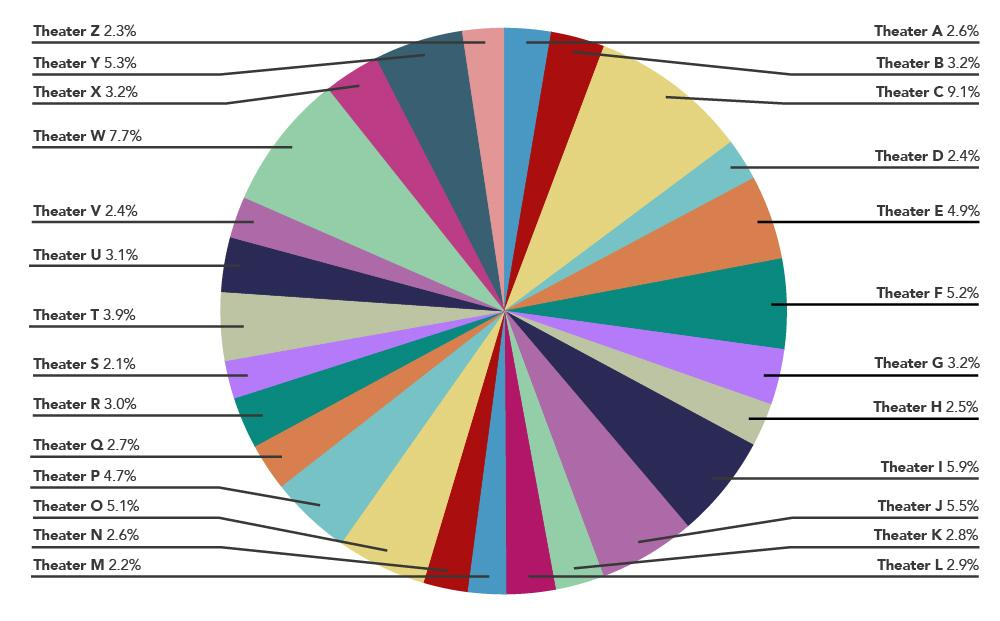 Theater A 2.6%
Theater B 3.2%
Theater C 9.1%
Theater D 2.4%
Theater E 4.9%
Theater F 5.2%
Theater G 3.2%
Theater H 2.5%
Theater I 5.9%
Theater J 5.5%
Theater K 2.8%
Theater L 2.9%
Theater M 2.2%
Theater N 2.6%
Theater O 5.1%
Theater P 4.7%
Theater Q 2.7%
Theater R 3.0%
Theater S 2.1%
Theater T 3.9%
Theater U 3.1%
Theater V 2.4%
Theater W 7.7%
Theater X 3.2%
Theater Y 5.3%
Theater Z 2.3%